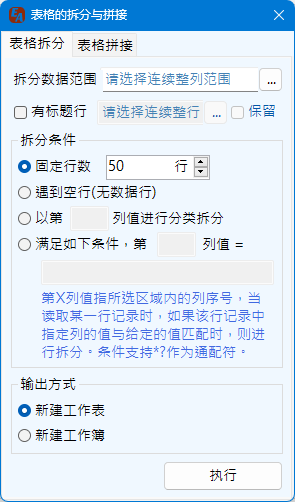 表格的拆分与拼接
表格拆分 表格拼接
拆分数据范围 请选择连续整列范围 ...
有标题行 请选择连续整行 ... 保留
拆分条件
固定行数 50 行
遇到空行(无数据行)
以第 列值进行分类拆分
满足如下条件，第 列值 =
第X列值指所选区域内的列序号，当
读取某一行记录时，如果该行记录中
指定列的值与给定的值匹配时，则进
行拆分。条件支持*?作为通配符。
输出方式
新建工作表
新建工作簿
执行